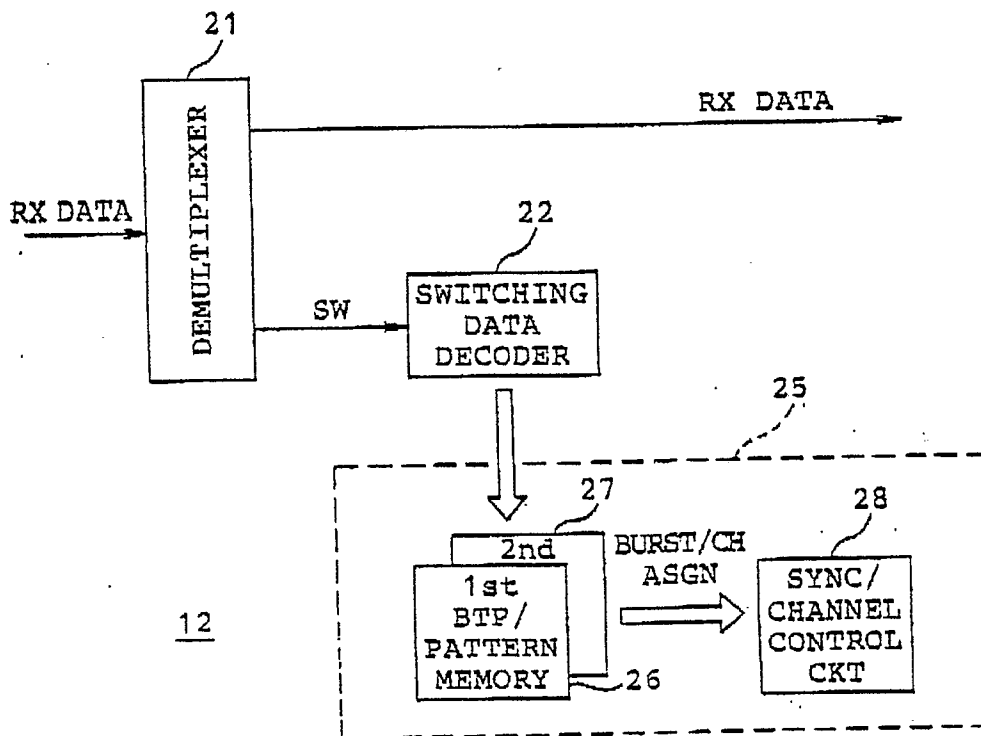 21
RX DATA
DEMULTIPLEXER
RX DATA
22
SWITCHING
DATA
DECODER
SW
25
27
2nd
BURST/CH
ASGN
28
1st
BTP/
PATTERN
MEMORY
SYNC/
CHANNEL
CONTROL
CKT
12
26